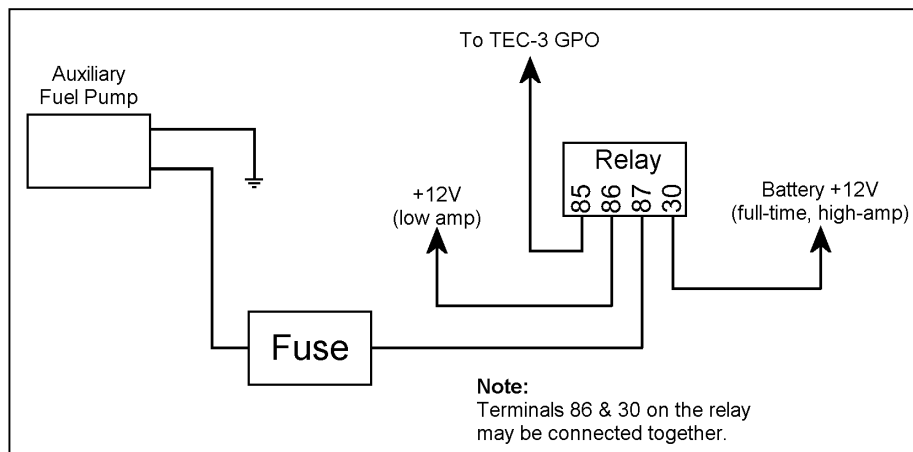 To TEC-3 GPO
Auxiliary
Fuel Pump
Relay
85 86 87 30
+12V
(low amp)
Battery +12V
(full-time, high-amp)
Fuse
Note:
Terminals 86 & 30 on the relay
may be connected together.